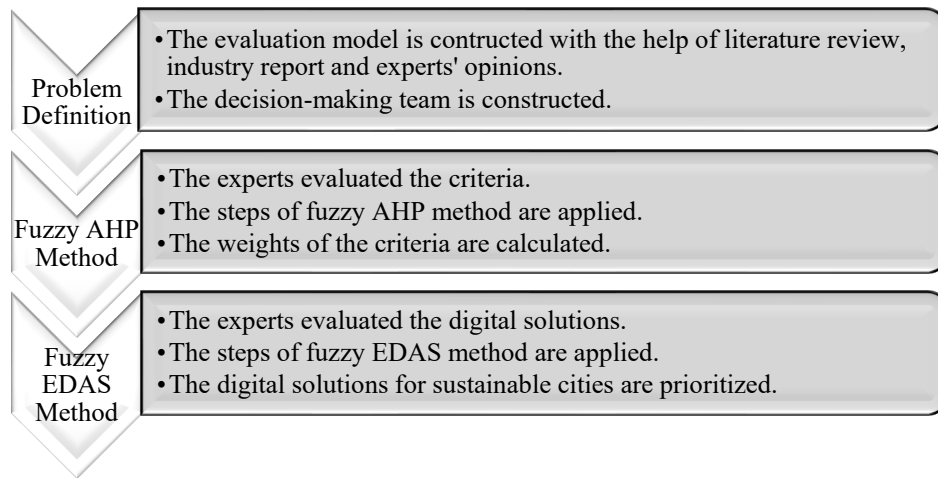 Problem
Definition
•The evaluation model is contructed with the help of literature review,
industry report and experts' opinions.
•The decision-making team is constructed.
Fuzzy AHP
Method
•The experts evaluated the criteria.
•The steps of fuzzy AHP method are applied.
•The weights of the criteria are calculated.
Fuzzy
EDAS
Method
•The experts evaluated the digital solutions.
•The steps of fuzzy EDAS method are applied.
•The digital solutions for sustainable cities are prioritized.